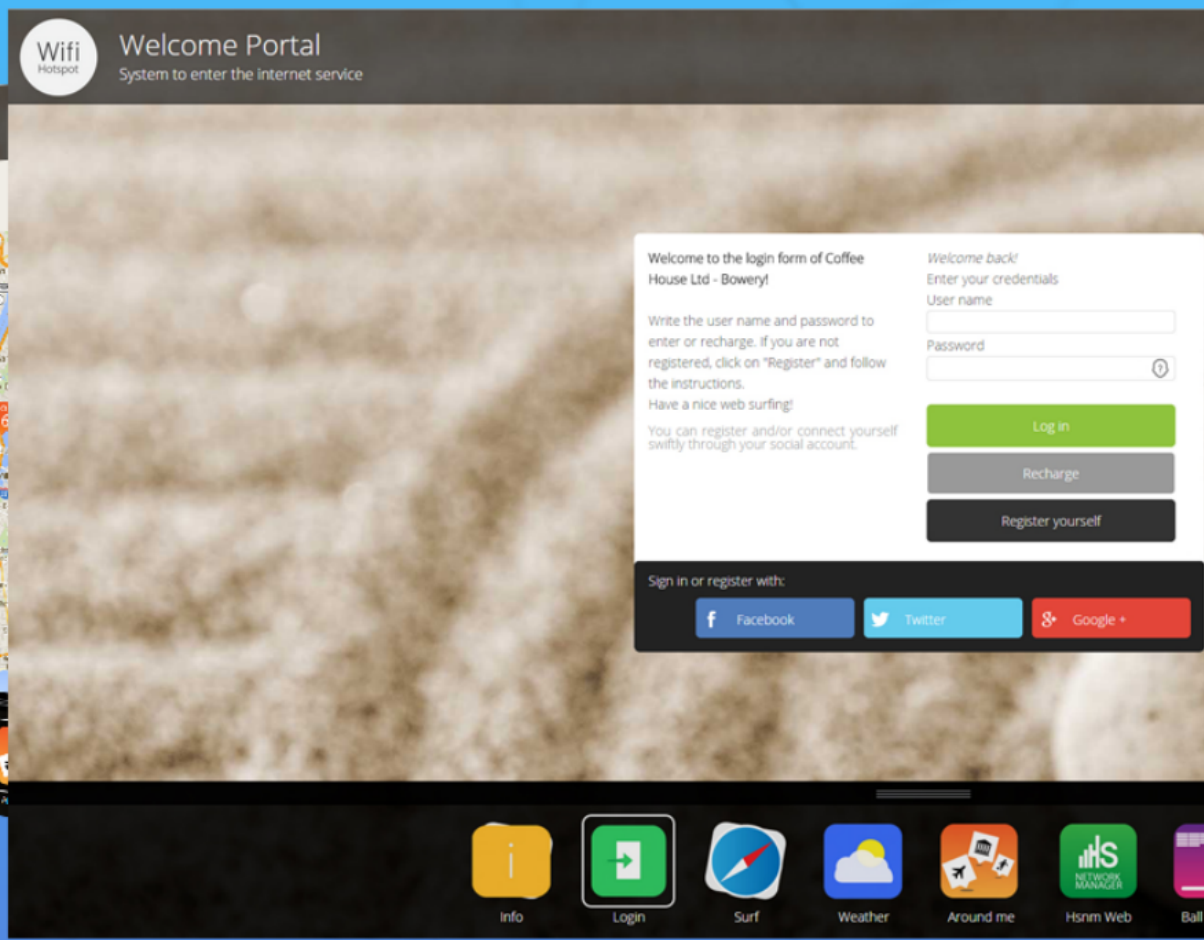 Wifi
Hotspot
Welcome Portal
System to enter the internet service
Welcome to the login form of Coffee
House Ltd - Bowery!
Write the user name and password to
enter or recharge. If you are not
registered, click on "Register" and follow
the instructions.
Have a nice web surfing!
You can register and/or connect yourself
swiftly through your social account.
Welcome back!
Enter your credentials
User name
Password
?
Log in
Recharge
Register yourself
Sign in or register with:
f Facebook
Twitter
g+ Google +
i
HS
NETWORK
MANAGER
Info
Login
Surf
Weather
Around me
Hsnm Web
Ball